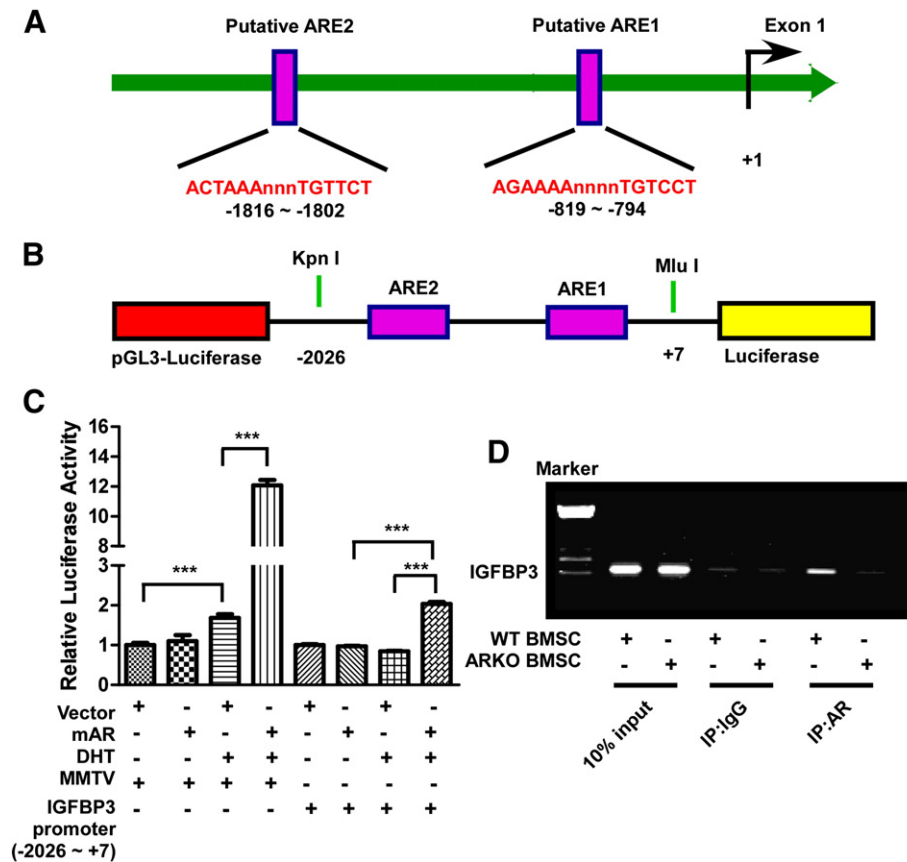 A
Putative ARE2 Putative ARE1 Exon 1
+1
ACTAAAnnnTGTTCT AGAAAAnnnnTGTCCT
-1816 ~ -1802 -819 ~ -794
B
Kpn I Mlu I
ARE2 ARE1
pGL3-Luciferase -2026 +7 Luciferase
C
Relative Luciferase Activity
16
14
12
10
8
2
1
0
*** *** *** ***
Vector + - + - + - + -
mAR - + - + - + - +
DHT - - + + - - + +
MMTV + + + + - - - -
IGFBP3 - - - - + + + +
promoter
(-2026 ~ +7)
D
Marker
IGFBP3
WT BMSC + - + - + -
ARKO BMSC - + - + - +
10% input IP:IgG IP:AR